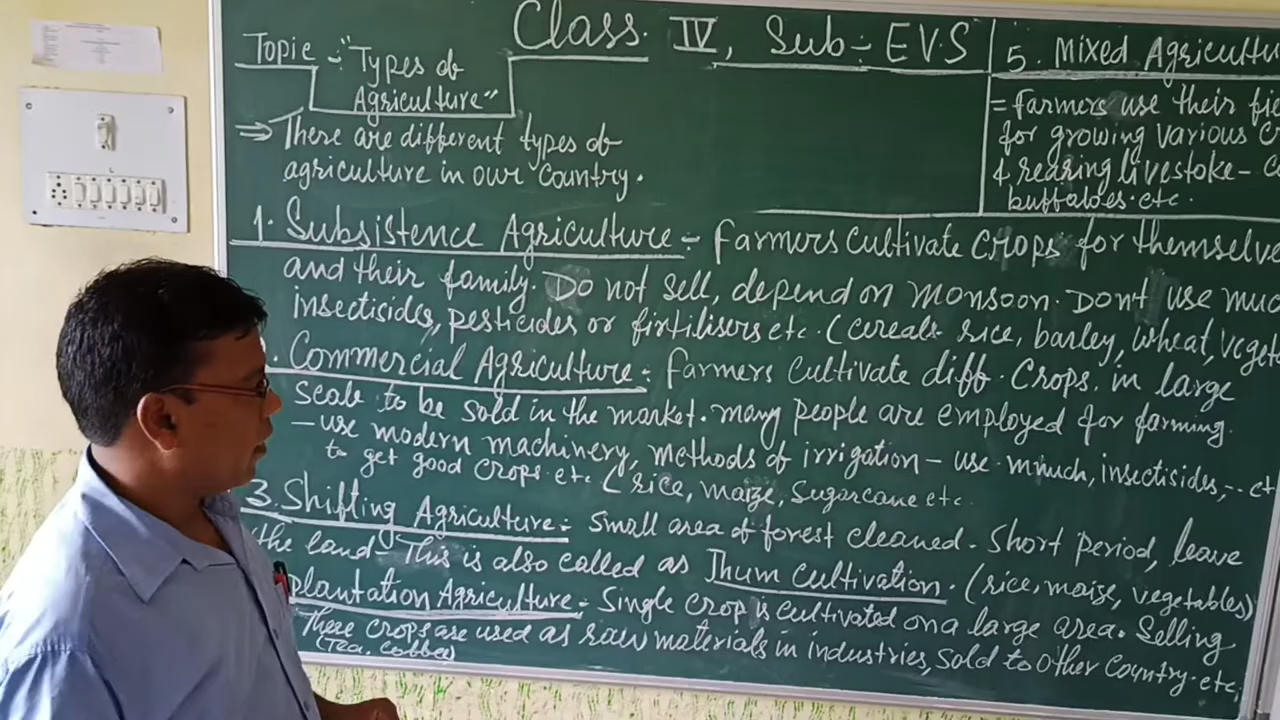 Class. IV, Sub:- EVS
Topic :- "Types of
Agriculture"
⇒ There are different types of
agriculture in our country.
5. Mixed Agricultu
= Farmers use their fie
for growing various c
& rearing livestoke - c
buffaloes. etc.
1. Subsistence Agriculture :- Farmers cultivate crops for themselve
and their family. Do not sell, depend on monsoon. Dont use muc
insecticides, pesticides or firtilisers etc. (cereals rice, barley, wheat, veget
. Commercial Agriculture :- Farmers cultivate diff. crops. in large
scale to be sold in the market. many people are employed for farming.
- use modern machinery, methods of irrigation - use. mmuch, insecticides, -. et
to get good crops. etc. (rice, maize, sugarcane etc.
3. Shifting Agriculture :- Small area of forest cleaned. Short period, leave
the land - This is also called as Jhum Cultivation. (rice, maise, vegetables)
plantation Agriculture :- Single crop is cultivated on a large area. Selling
These crops are used as raw materials in industries, sold to other country. etc.
(Tea, coffee)